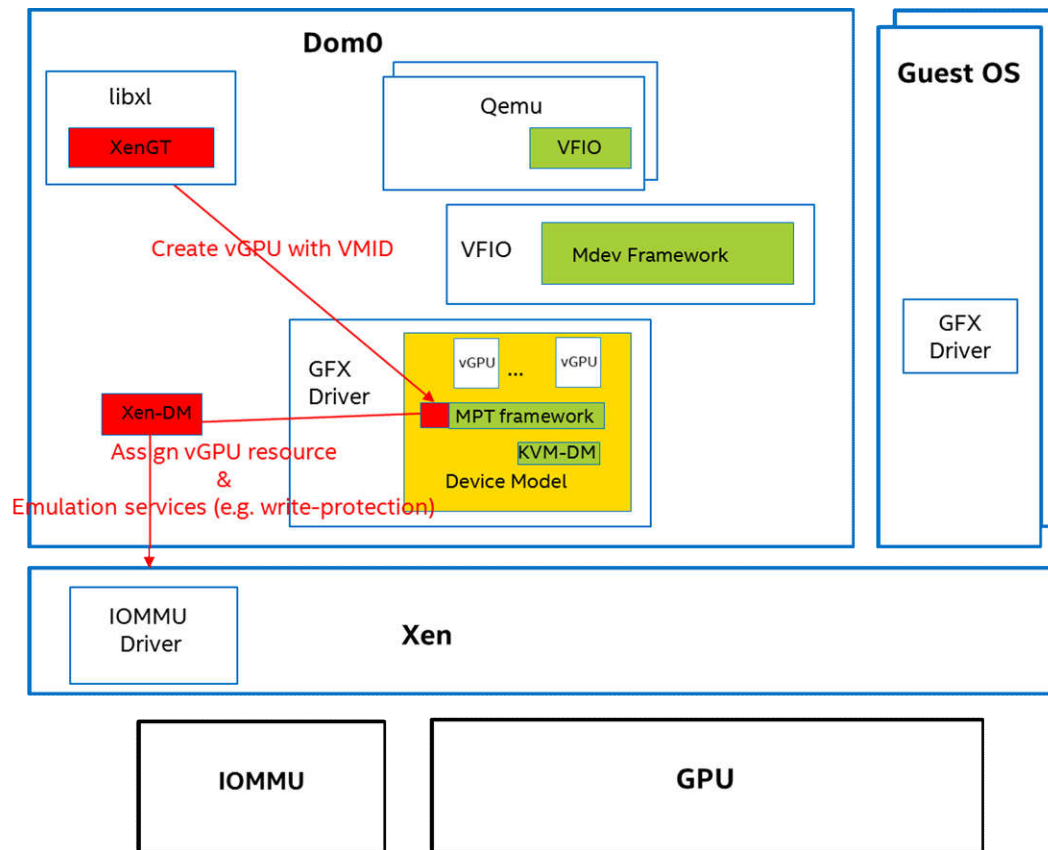 Dom0
libxl
XenGT
Qemu
VFIO
Guest OS
Create vGPU with VMID
VFIO
Mdev Framework
GFX
Driver
GFX
Driver
vGPU
...
vGPU
Xen-DM
MPT framework
KVM-DM
Device Model
Assign vGPU resource
&
Emulation services (e.g. write-protection)
IOMMU
Driver
Xen
IOMMU
GPU